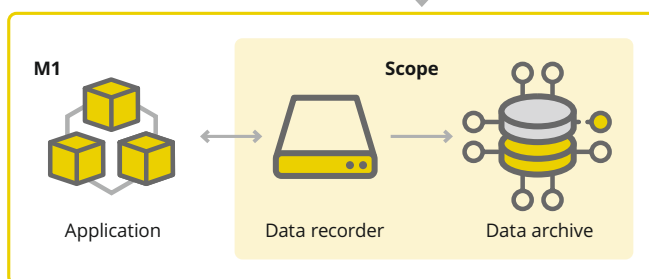 M1
Scope
Application
Data recorder
Data archive